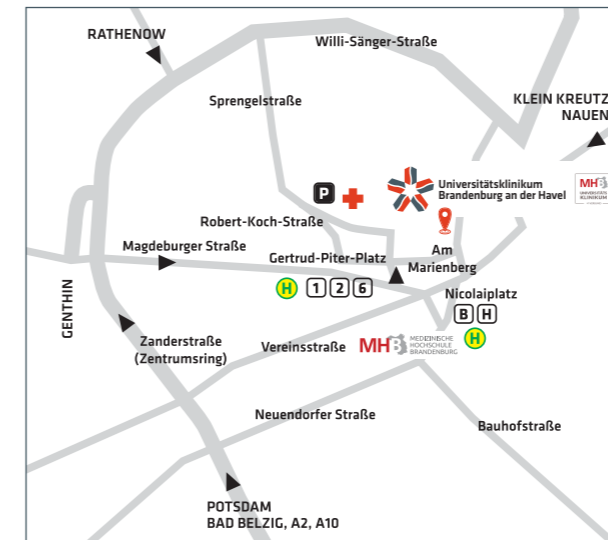 RATHENOW
Willi-Sänger-Straße
Sprengelstraße
KLEIN KREUTZ
NAUEN
P
Universitätsklinikum
Brandenburg an der Havel
MHB
UNIVERSITÄTS
KLINIKUM
Robert-Koch-Straße
Am
Marienberg
Magdeburger Straße
Gertrud-Piter-Platz
H 1 2 6
Nicolaiplatz
B H
H
GENTHIN
Zanderstraße
(Zentrumsring)
Vereinsstraße
MHB
MEDIZINISCHE
HOCHSCHULE
BRANDENBURG
Neuendorfer Straße
Bauhofstraße
POTSDAM
BAD BELZIG, A2, A10